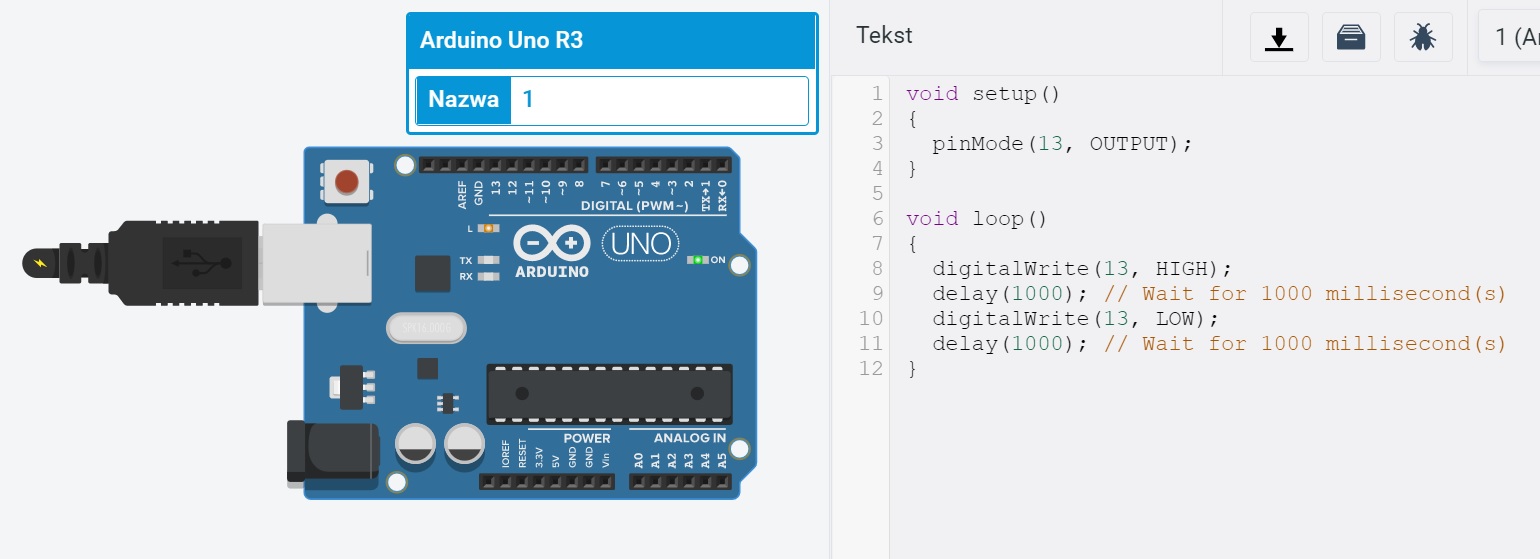 Arduino Uno R3
Nazwa 1
Tekst
1 (A
1 void setup()
2 {
3 pinMode(13, OUTPUT);
4 }
5
6 void loop()
7 {
8 digitalWrite(13, HIGH);
9 delay(1000); // Wait for 1000 millisecond(s)
10 digitalWrite(13, LOW);
11 delay(1000); // Wait for 1000 millisecond(s)
12 }
AREF GND 13 12 ~11 ~10 ~9 8 7 ~6 ~5 4 ~3 2 TX→1 RX←0
DIGITAL (PWM~)
L
UNO
TX
ON
RX
ARDUINO
POWER
ANALOG IN
IOREF RESET 3.3V 5V GND GND Vin A0 A1 A2 A3 A4 A5